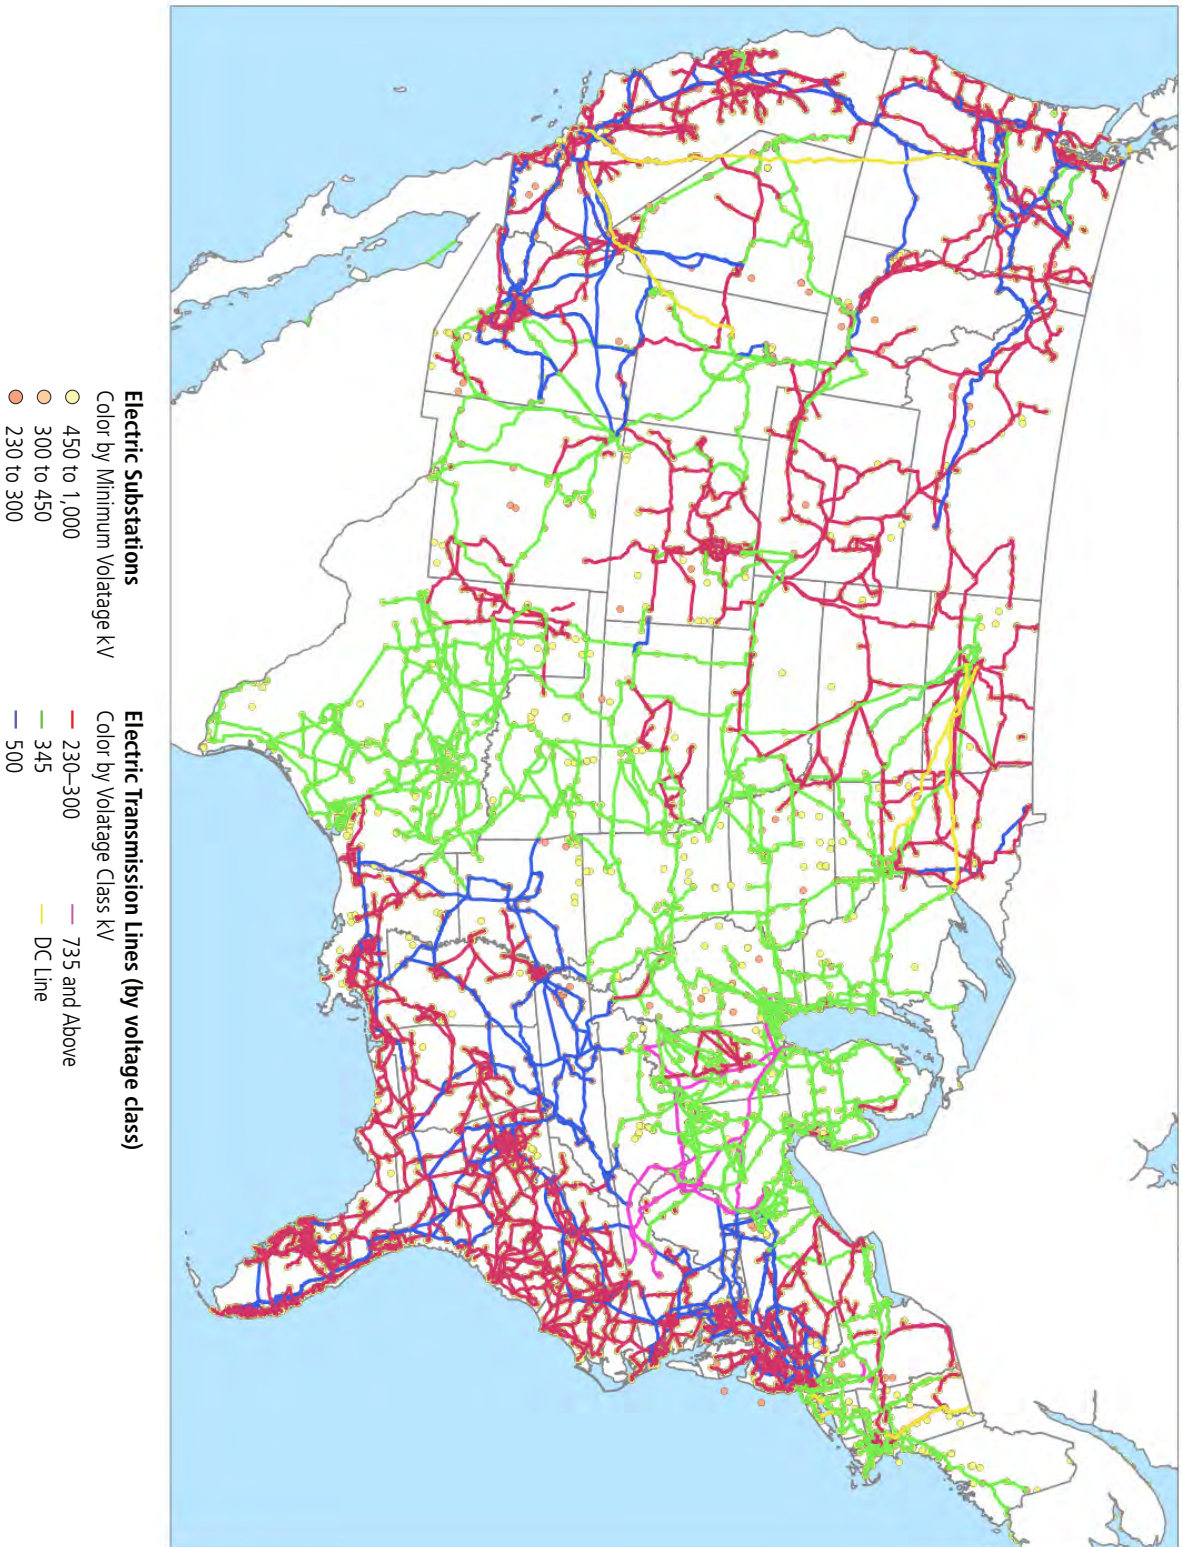 Electric Substations
Color by Minimum Volatage kV
450 to 1,000
300 to 450
230 to 300
Electric Transmission Lines (by voltage class)
Color by Volatage Class kV
230–300
345
500
735 and Above
DC Line